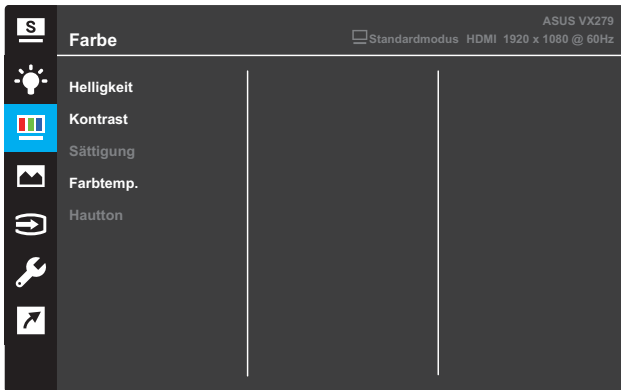 S
ASUS VX279
Farbe
Standardmodus HDMI 1920 x 1080 @ 60Hz
Helligkeit
Kontrast
Sättigung
Farbtemp.
Hautton